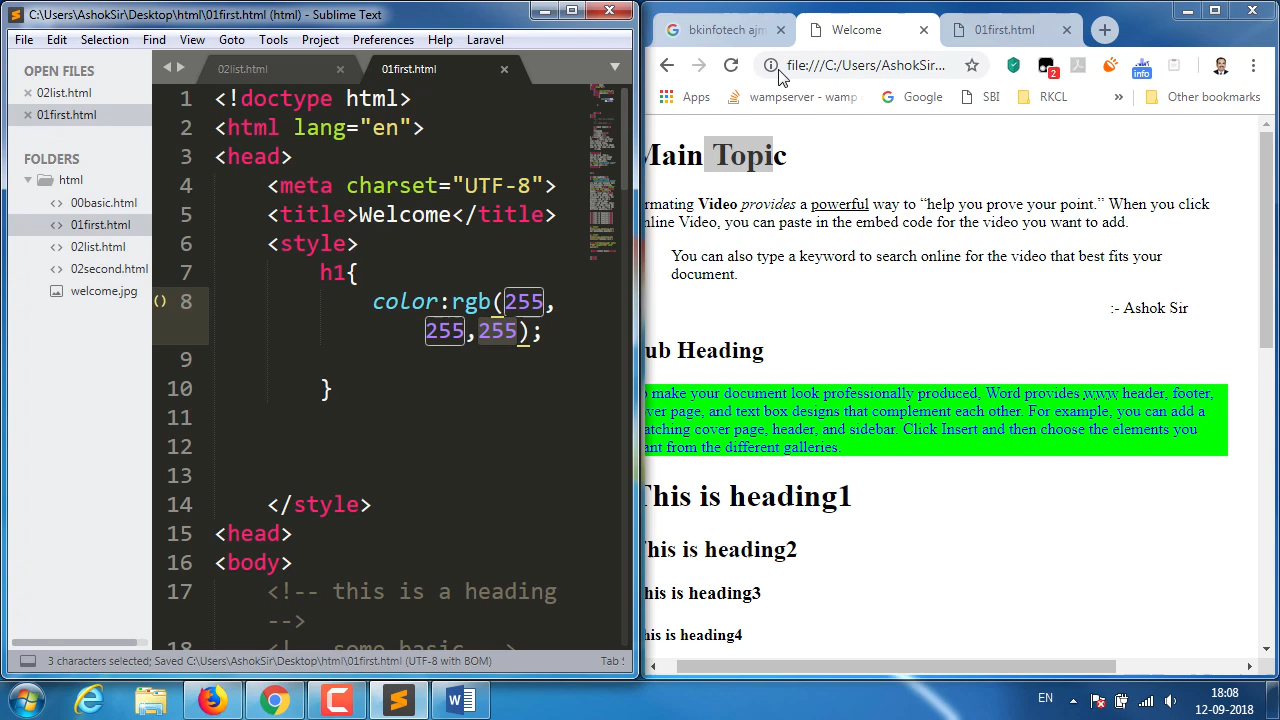 C:\Users\AshokSir\Desktop\html\01first.html (html) - Sublime Text
File Edit Selection Find View Goto Tools Project Preferences Help Laravel
OPEN FILES
02list.html
01first.html
FOLDERS
html
00basic.html
01first.html
02list.html
02second.html
welcome.jpg
02list.html
01first.html
1 <!doctype html>
2 <html lang="en">
3 <head>
4 <meta charset="UTF-8">
5 <title>Welcome</title>
6 <style>
7 h1{
8 color:rgb(255,
255,255);
9
10 }
11
12
13
14 </style>
15 <head>
16 <body>
17 <!-- this is a heading
-->
18 <!-- some basic -->
3 characters selected; Saved C:\Users\AshokSir\Desktop\html\01first.html (UTF-8 with BOM)
Tab
bkinfotech ajm
Welcome
01first.html
file:///C:/Users/AshokSir...
2
info
Apps
wampserver - wamp
Google
SBI
RKCL
»
Other bookmarks
Main Topic
rmating Video provides a powerful way to “help you prove your point.” When you click
nline Video, you can paste in the embed code for the video you want to add.
You can also type a keyword to search online for the video that best fits your
document.
:- Ashok Sir
ub Heading
o make your document look professionally produced, Word provides www header, footer,
ver page, and text box designs that complement each other. For example, you can add a
atching cover page, header, and sidebar. Click Insert and then choose the elements you
ant from the different galleries.
This is heading1
This is heading2
his is heading3
his is heading4
EN
18:08
12-09-2018